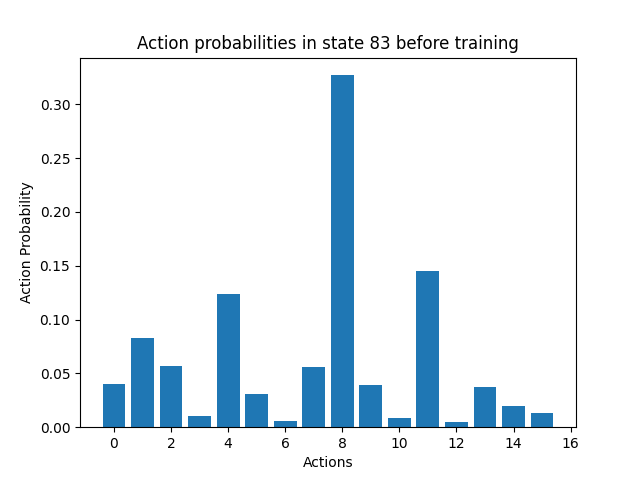 Action probabilities in state 83 before training
0.30
0.25
0.20
0.15
0.10
0.05
0.00
Action Probability
0 2 4 6 8 10 12 14 16
Actions